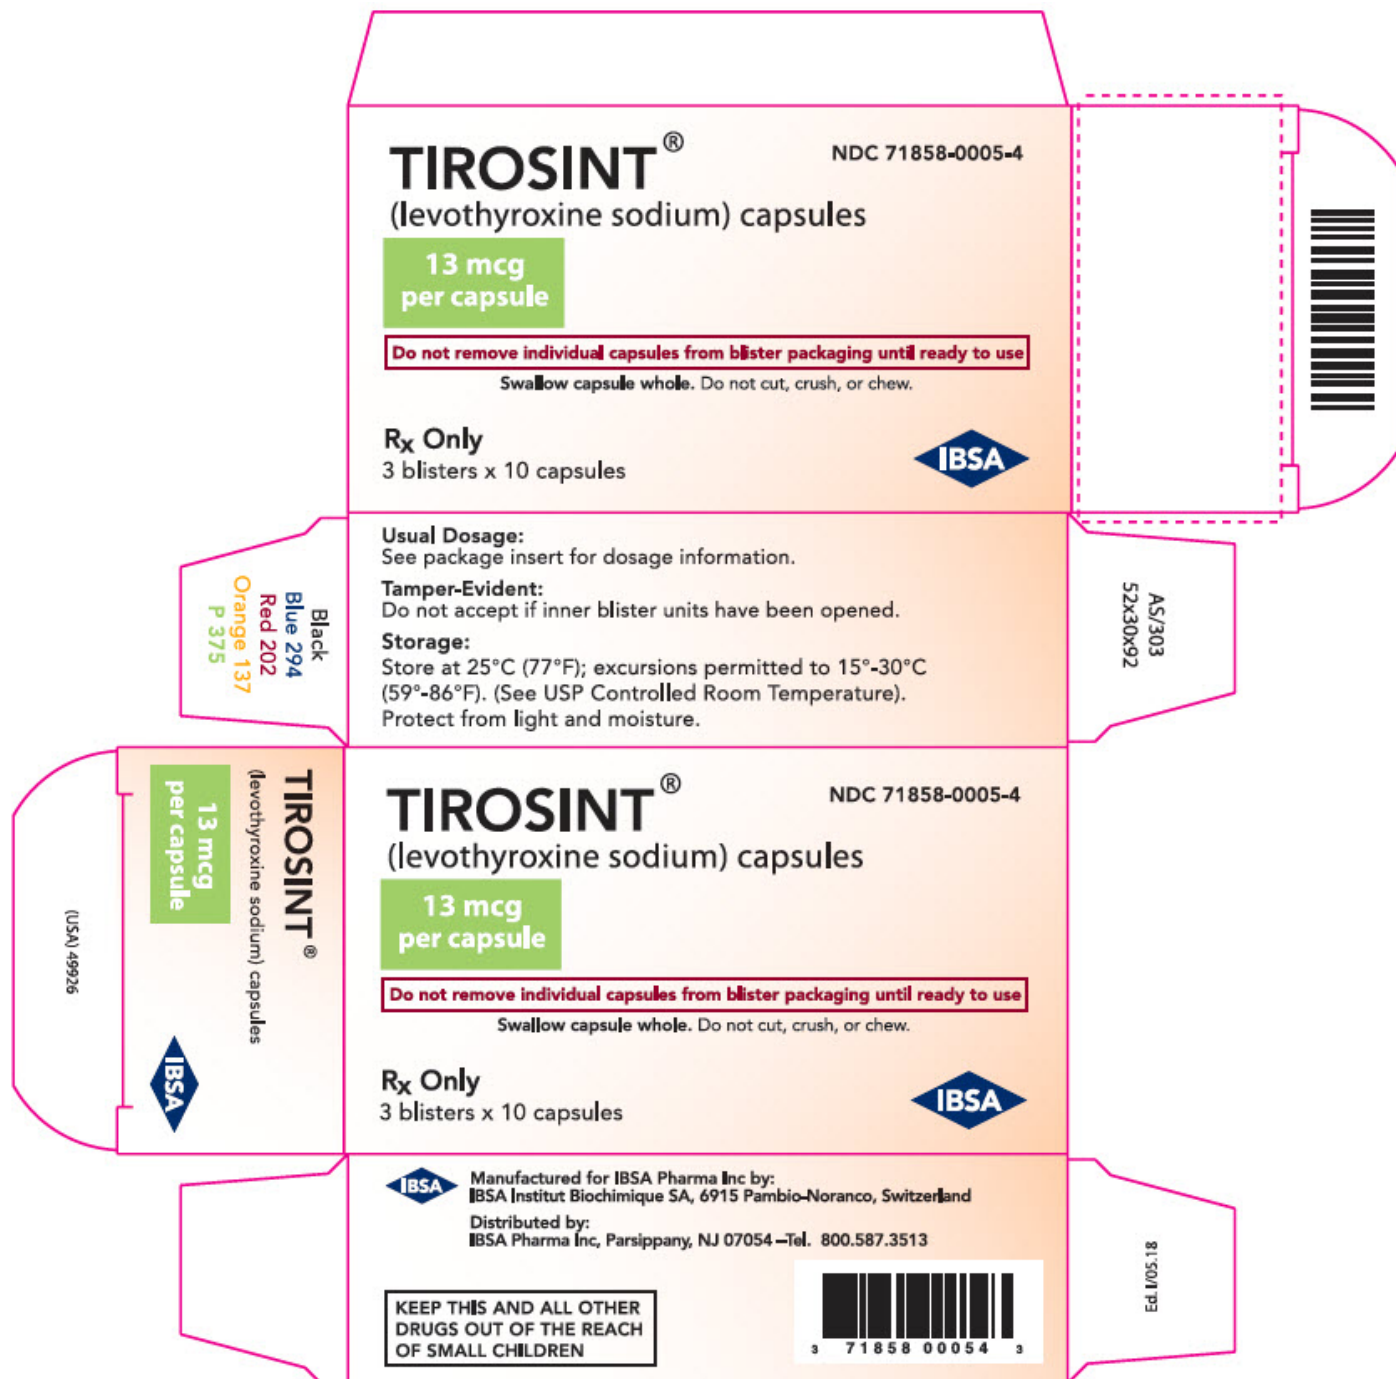 TIROSINT®
NDC 71858-0005-4
(levothyroxine sodium) capsules
13 mcg
per capsule
Do not remove individual capsules from blister packaging until ready to use
Swallow capsule whole. Do not cut, crush, or chew.
Rx Only
3 blisters x 10 capsules
IBSA
Usual Dosage:
See package insert for dosage information.
Tamper-Evident:
Do not accept if inner blister units have been opened.
Storage:
Store at 25°C (77°F); excursions permitted to 15°-30°C
(59°-86°F). (See USP Controlled Room Temperature).
Protect from light and moisture.
Black
Blue 294
Red 202
Orange 137
P 375
AS/303
52x30x92
TIROSINT®
(levothyroxine sodium) capsules
13 mcg
per capsule
IBSA
(USA) 49926
TIROSINT®
NDC 71858-0005-4
(levothyroxine sodium) capsules
13 mcg
per capsule
Do not remove individual capsules from blister packaging until ready to use
Swallow capsule whole. Do not cut, crush, or chew.
Rx Only
3 blisters x 10 capsules
IBSA
IBSA
Manufactured for IBSA Pharma Inc by:
IBSA Institut Biochimique SA, 6915 Pambio-Noranco, Switzerland
Distributed by:
IBSA Pharma Inc, Parsippany, NJ 07054 –Tel. 800.587.3513
KEEP THIS AND ALL OTHER
DRUGS OUT OF THE REACH
OF SMALL CHILDREN
3 71858 00054 3
Ed.I/05.18